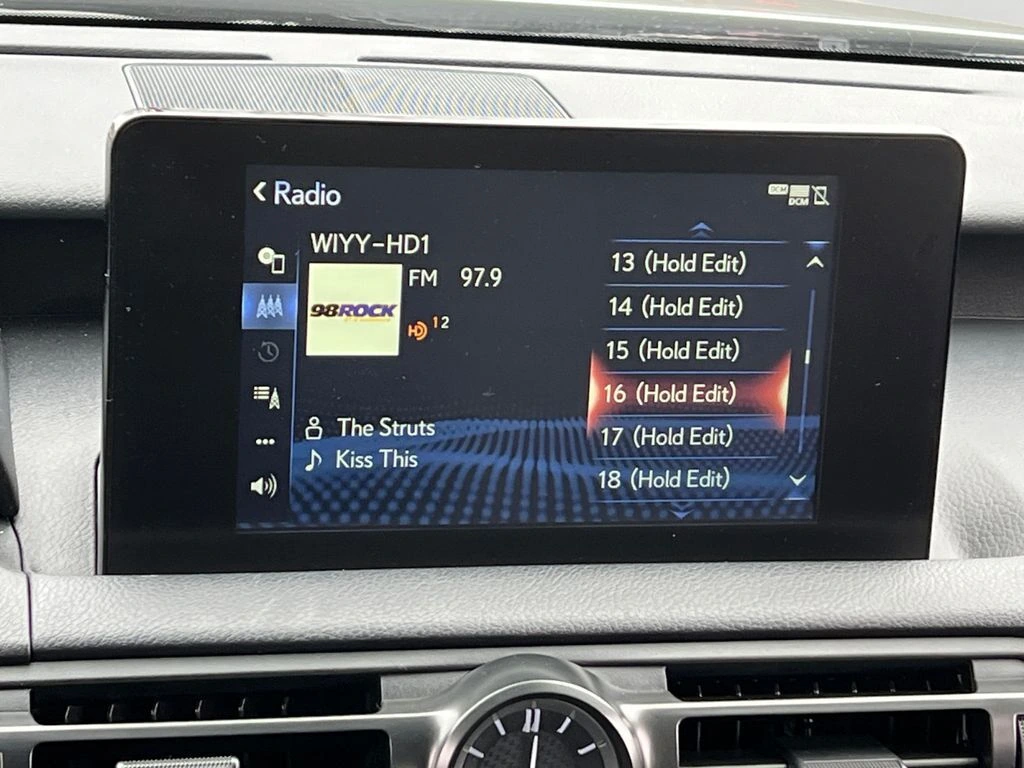 Radio
DCM
DCM
WIYY-HD1
98ROCK
FM 97.9
HD 1 2
The Struts
Kiss This
13 (Hold Edit)
14 (Hold Edit)
15 (Hold Edit)
16 (Hold Edit)
17 (Hold Edit)
18 (Hold Edit)